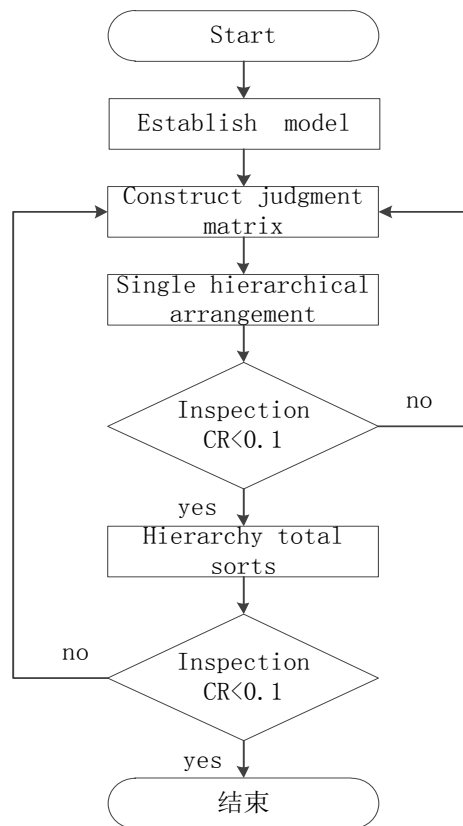 Start
Establish model
Construct judgment
matrix
Single hierarchical
arrangement
Inspection
CR<0.1
no
yes
Hierarchy total
sorts
no
Inspection
CR<0.1
yes
结束